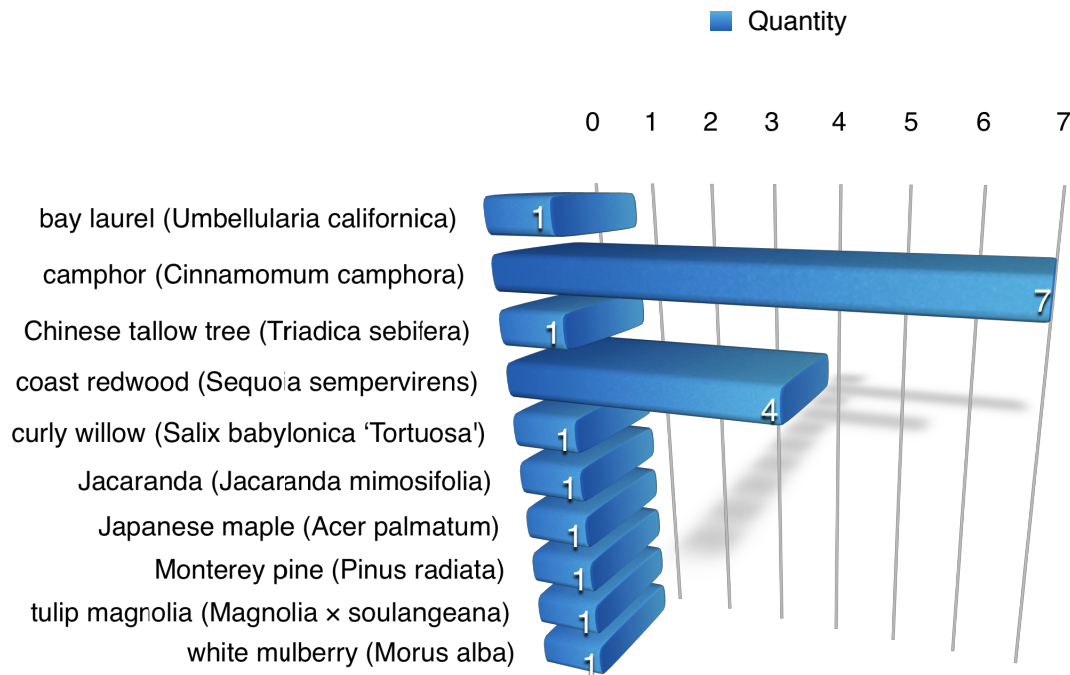 Quantity
0 1 2 3 4 5 6 7
bay laurel (Umbellularia californica) 1
camphor (Cinnamomum camphora) 7
Chinese tallow tree (Triadica sebifera) 1
coast redwood (Sequoia sempervirens) 4
curly willow (Salix babylonica ‘Tortuosa') 1
Jacaranda (Jacaranda mimosifolia) 1
Japanese maple (Acer palmatum) 1
Monterey pine (Pinus radiata) 1
tulip magnolia (Magnolia × soulangeana) 1
white mulberry (Morus alba) 1